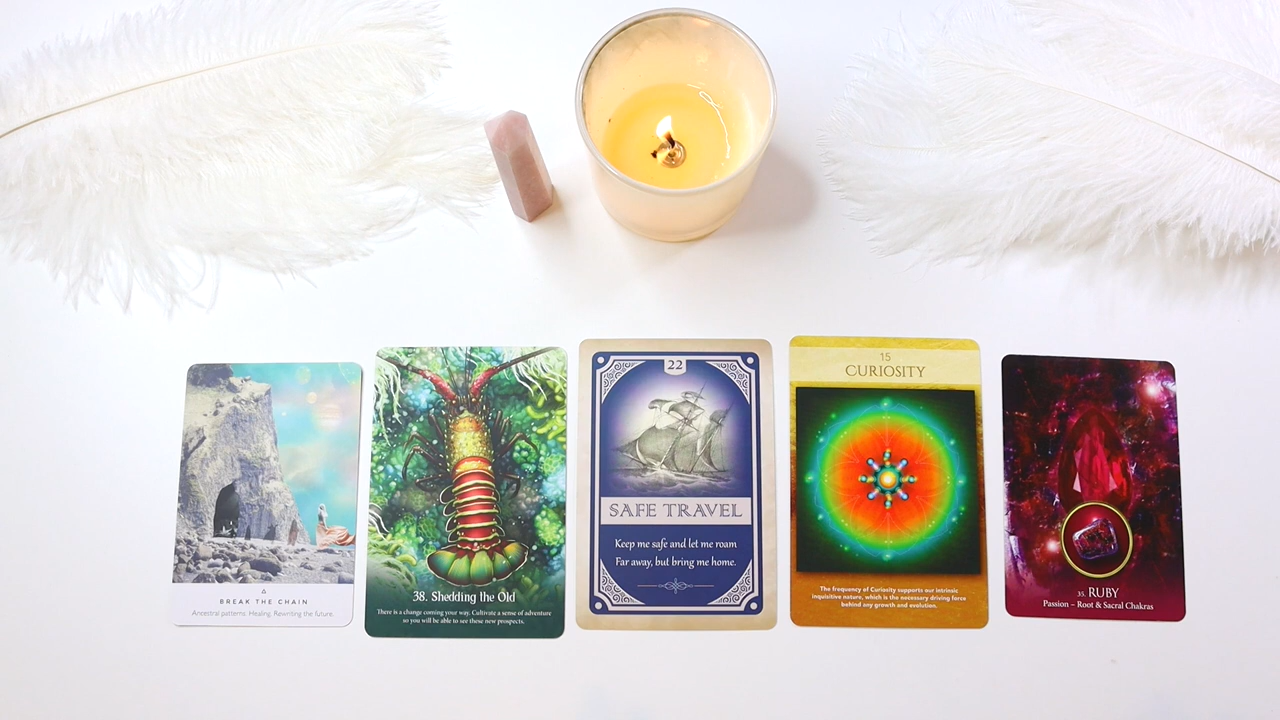 BREAK THE CHAIN
Ancestral patterns. Healing. Rewriting the future.
38. Shedding the Old
There is a change coming your way. Cultivate a sense of adventure
so you will be able to see these new prospects.
22
SAFE TRAVEL
Keep me safe and let me roam
Far away, but bring me home.
15
CURIOSITY
The frequency of Curiosity supports our intrinsic
inquisitive nature, which is the necessary driving force
behind any growth and evolution.
35. RUBY
Passion – Root & Sacral Chakras